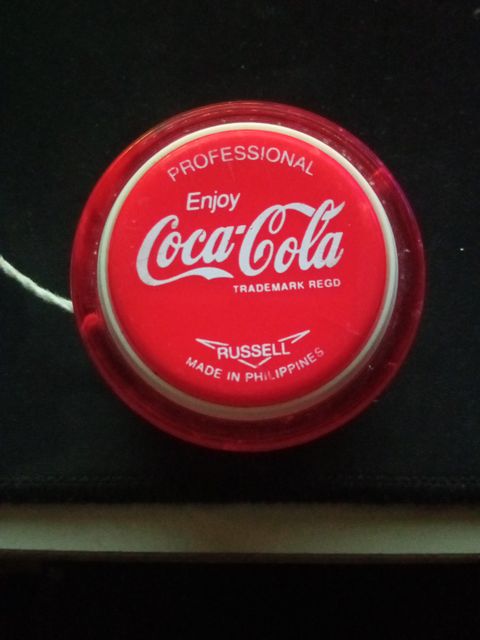 PROFESSIONAL
Enjoy
Coca-Cola
TRADEMARK REGD
RUSSELL
MADE IN PHILIPPINES